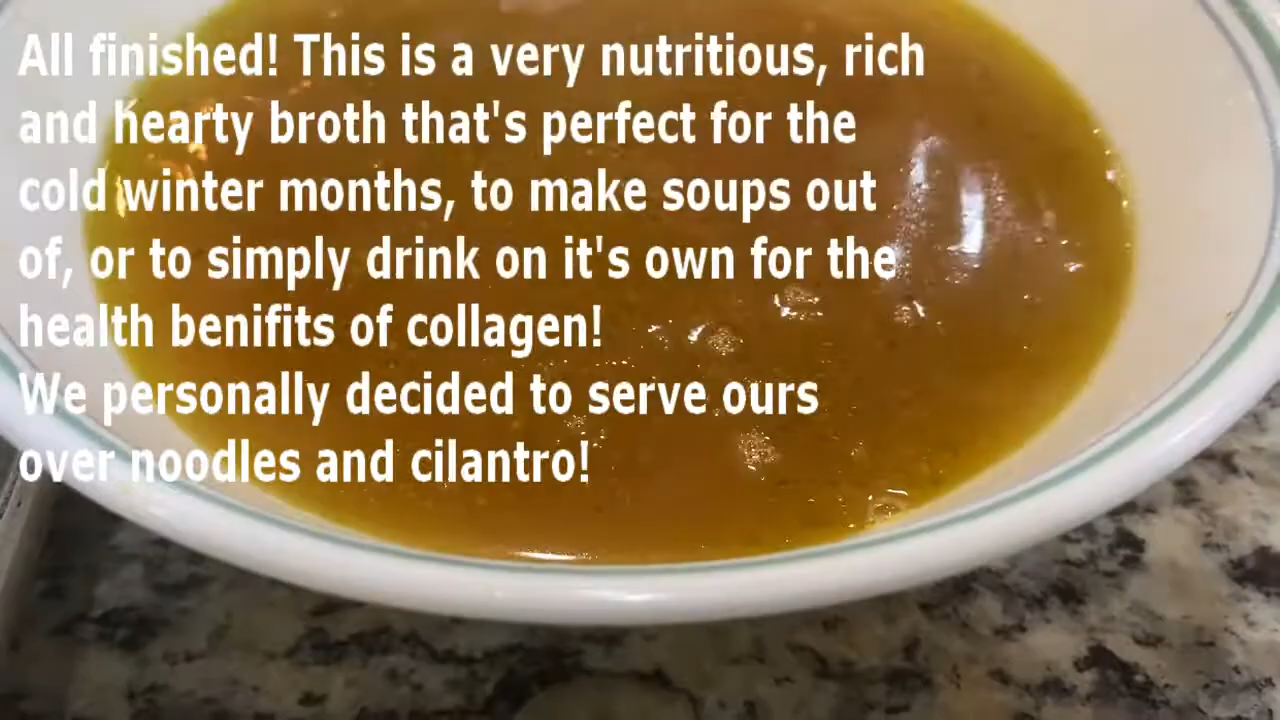 All finished! This is a very nutritious, rich
and hearty broth that's perfect for the
cold winter months, to make soups out
of, or to simply drink on it's own for the
health benifits of collagen!
We personally decided to serve ours
over noodles and cilantro!